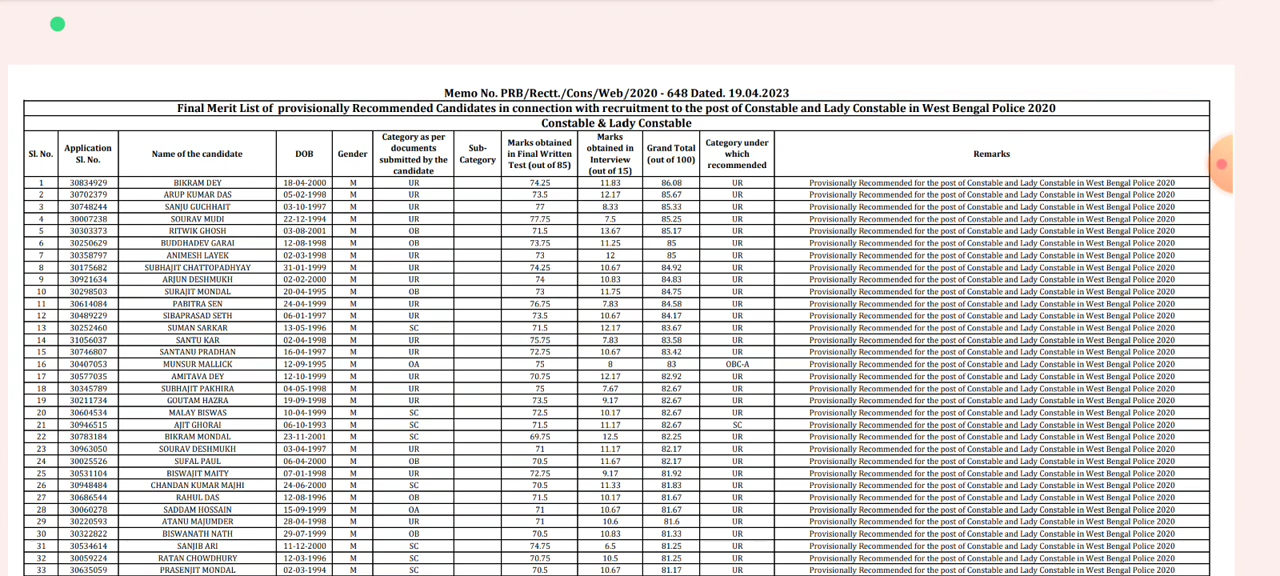 Memo No. PRB/Rectt./Cons/Web/2020 - 648 Dated. 19.04.2023
Final Merit List of provisionally Recommended Candidates in connection with recruitment to the post of Constable and Lady Constable in West Bengal Police 2020
Constable & Lady Constable
Sl. No. Application Sl. No. Name of the candidate DOB Gender Category as per documents submitted by the candidate Sub-Category Marks obtained in Final Written Test (out of 85) Marks obtained in Interview (out of 15) Grand Total (out of 100) Category under which recommended Remarks
1 30834929 BIKRAM DEY 18-04-2000 M UR 74.25 11.83 86.08 UR Provisionally Recommended for the post of Constable and Lady Constable in West Bengal Police 2020
2 30702379 ARUP KUMAR DAS 05-02-1998 M UR 73.5 12.17 85.67 UR Provisionally Recommended for the post of Constable and Lady Constable in West Bengal Police 2020
3 30748244 SANJU GUCHHAIT 03-10-1997 M UR 77 8.33 85.33 UR Provisionally Recommended for the post of Constable and Lady Constable in West Bengal Police 2020
4 30007238 SOURAV MUDI 22-12-1994 M UR 77.75 7.5 85.25 UR Provisionally Recommended for the post of Constable and Lady Constable in West Bengal Police 2020
5 30303373 RITWIK GHOSH 03-08-2001 M OB 71.5 13.67 85.17 UR Provisionally Recommended for the post of Constable and Lady Constable in West Bengal Police 2020
6 30250629 BUDDHADEV GARAI 12-08-1998 M OB 73.75 11.25 85 UR Provisionally Recommended for the post of Constable and Lady Constable in West Bengal Police 2020
7 30358797 ANIMESH LAYEK 02-03-1998 M UR 73 12 85 UR Provisionally Recommended for the post of Constable and Lady Constable in West Bengal Police 2020
8 30175682 SUBHAJIT CHATTOPADHYAY 31-01-1999 M UR 74.25 10.67 84.92 UR Provisionally Recommended for the post of Constable and Lady Constable in West Bengal Police 2020
9 30921634 ARJUN DESHMUKH 02-02-2000 M UR 74 10.83 84.83 UR Provisionally Recommended for the post of Constable and Lady Constable in West Bengal Police 2020
10 30298503 SURAJIT MONDAL 20-04-1995 M OB 73 11.75 84.75 UR Provisionally Recommended for the post of Constable and Lady Constable in West Bengal Police 2020
11 30614084 PABITRA SEN 24-04-1999 M UR 76.75 7.83 84.58 UR Provisionally Recommended for the post of Constable and Lady Constable in West Bengal Police 2020
12 30489229 SIBAPRASAD SETH 06-01-1997 M UR 73.5 10.67 84.17 UR Provisionally Recommended for the post of Constable and Lady Constable in West Bengal Police 2020
13 30252460 SUMAN SARKAR 13-05-1996 M SC 71.5 12.17 83.67 UR Provisionally Recommended for the post of Constable and Lady Constable in West Bengal Police 2020
14 31056037 SANTU KAR 02-04-1998 M UR 75.75 7.83 83.58 UR Provisionally Recommended for the post of Constable and Lady Constable in West Bengal Police 2020
15 30746807 SANTANU PRADHAN 16-04-1997 M UR 72.75 10.67 83.42 UR Provisionally Recommended for the post of Constable and Lady Constable in West Bengal Police 2020
16 30407053 MUNSUR MALLICK 12-09-1995 M OA 75 8 83 OBC-A Provisionally Recommended for the post of Constable and Lady Constable in West Bengal Police 2020
17 30577035 AMITAVA DEY 12-10-1999 M UR 70.75 12.17 82.92 UR Provisionally Recommended for the post of Constable and Lady Constable in West Bengal Police 2020
18 30345789 SUBHAJIT PAKHIRA 04-05-1998 M UR 75 7.67 82.67 UR Provisionally Recommended for the post of Constable and Lady Constable in West Bengal Police 2020
19 30211734 GOUTAM HAZRA 19-09-1998 M UR 73.5 9.17 82.67 UR Provisionally Recommended for the post of Constable and Lady Constable in West Bengal Police 2020
20 30604534 MALAY BISWAS 10-04-1999 M SC 72.5 10.17 82.67 UR Provisionally Recommended for the post of Constable and Lady Constable in West Bengal Police 2020
21 30946515 AJIT GHORAI 06-10-1993 M SC 71.5 11.17 82.67 SC Provisionally Recommended for the post of Constable and Lady Constable in West Bengal Police 2020
22 30783184 BIKRAM MONDAL 23-11-2001 M SC 69.75 12.5 82.25 UR Provisionally Recommended for the post of Constable and Lady Constable in West Bengal Police 2020
23 30963050 SOURAV DESHMUKH 03-04-1997 M UR 71 11.17 82.17 UR Provisionally Recommended for the post of Constable and Lady Constable in West Bengal Police 2020
24 30025526 SUFAL PAUL 06-04-2000 M OB 70.5 11.67 82.17 UR Provisionally Recommended for the post of Constable and Lady Constable in West Bengal Police 2020
25 30531104 BISWAJIT MAITY 07-01-1998 M UR 72.75 9.17 81.92 UR Provisionally Recommended for the post of Constable and Lady Constable in West Bengal Police 2020
26 30948484 CHANDAN KUMAR MAJHI 24-06-2000 M SC 70.5 11.33 81.83 UR Provisionally Recommended for the post of Constable and Lady Constable in West Bengal Police 2020
27 30686544 RAHUL DAS 12-08-1996 M OB 71.5 10.17 81.67 UR Provisionally Recommended for the post of Constable and Lady Constable in West Bengal Police 2020
28 30060278 SADDAM HOSSAIN 15-09-1999 M OA 71 10.67 81.67 UR Provisionally Recommended for the post of Constable and Lady Constable in West Bengal Police 2020
29 30220593 ATANU MAJUMDER 28-04-1998 M UR 71 10.6 81.6 UR Provisionally Recommended for the post of Constable and Lady Constable in West Bengal Police 2020
30 30322822 BISWANATH NATH 29-07-1999 M OB 70.5 10.83 81.33 UR Provisionally Recommended for the post of Constable and Lady Constable in West Bengal Police 2020
31 30534614 SANJIB ARI 11-12-2000 M SC 74.75 6.5 81.25 UR Provisionally Recommended for the post of Constable and Lady Constable in West Bengal Police 2020
32 30059224 RATAN CHOWDHURY 12-03-1996 M SC 70.75 10.5 81.25 UR Provisionally Recommended for the post of Constable and Lady Constable in West Bengal Police 2020
33 30635059 PRASENJIT MONDAL 02-03-1994 M SC 70.5 10.67 81.17 UR Provisionally Recommended for the post of Constable and Lady Constable in West Bengal Police 2020